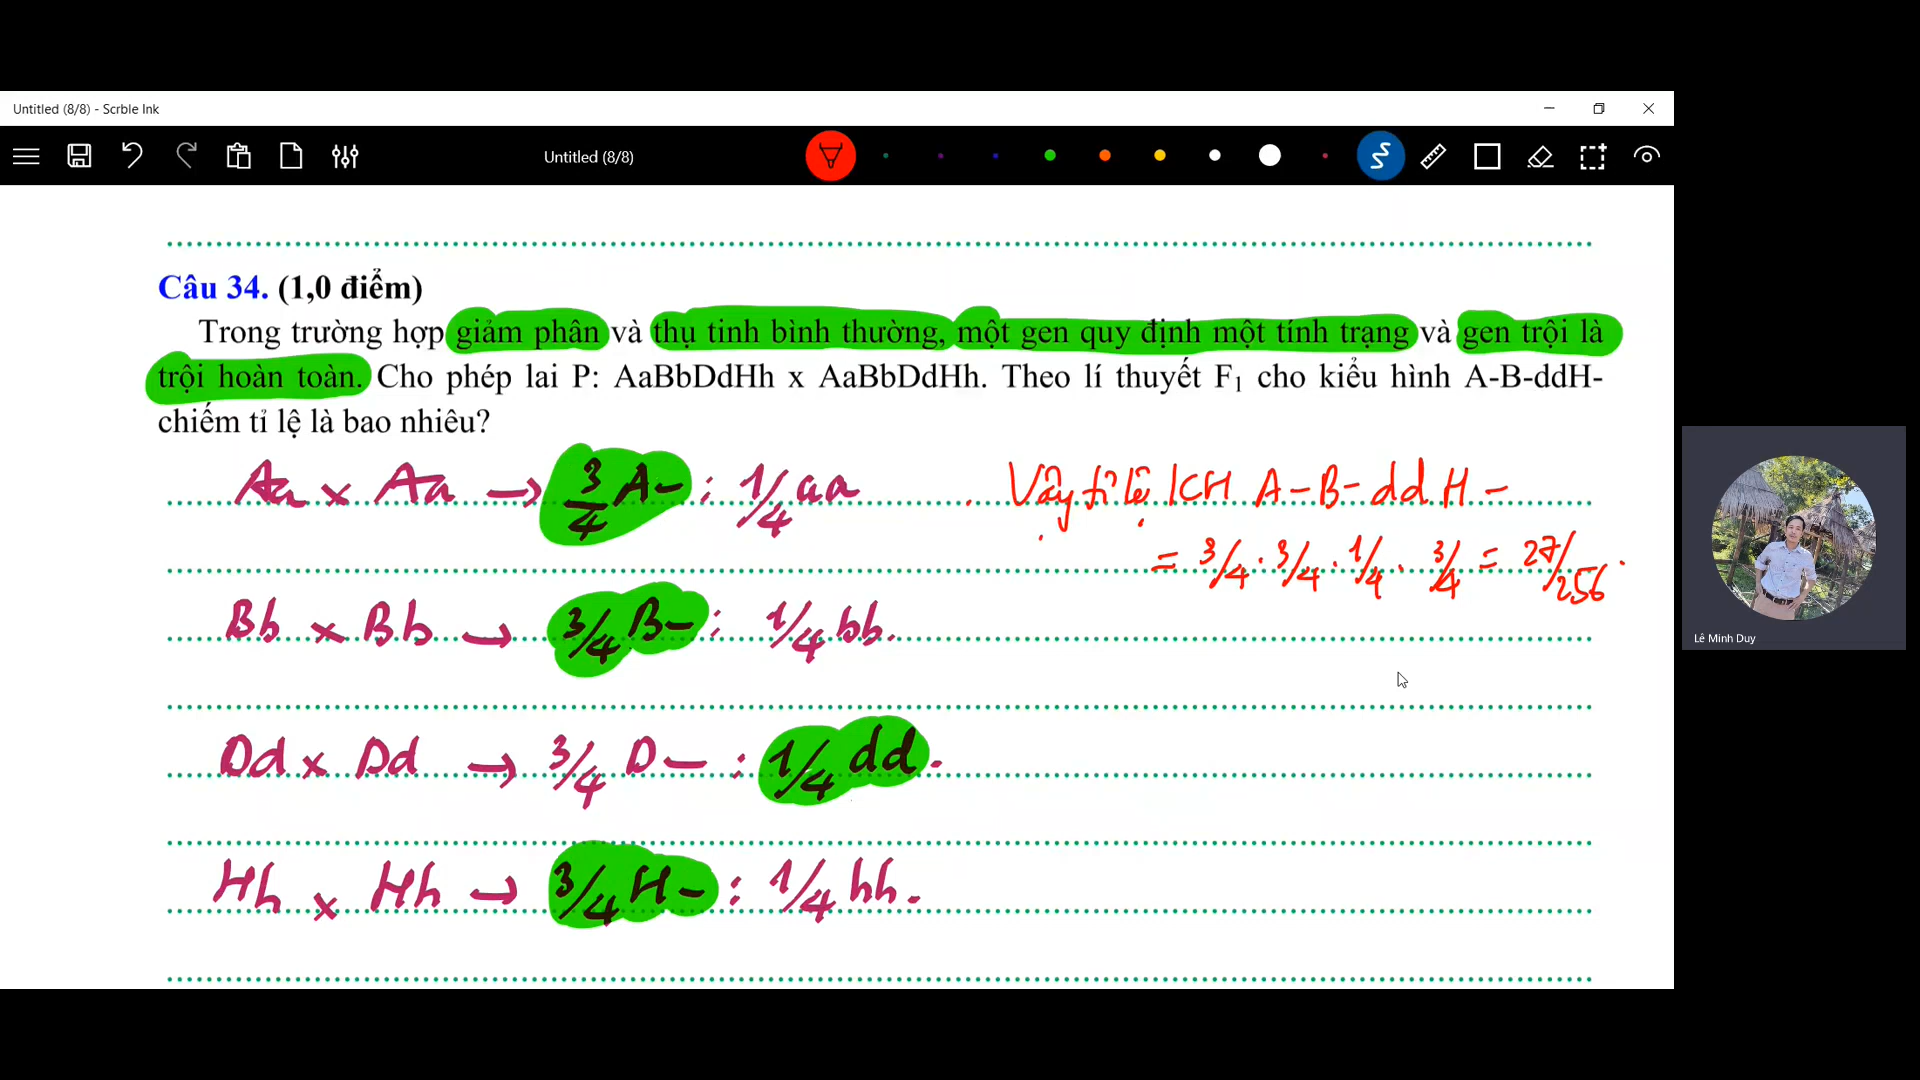 Untitled (8/8) - Scrble Ink
Untitled (8/8)
Câu 34. (1,0 điểm)
Trong trường hợp giảm phân và thụ tinh bình thường, một gen quy định một tính trạng và gen trội là
trội hoàn toàn. Cho phép lai P: AaBbDdHh x AaBbDdHh. Theo lí thuyết F₁ cho kiểu hình A-B-ddH-
chiếm tỉ lệ là bao nhiêu?
Aa x Aa → 3/4 A- : 1/4 aa
Bb x Bb → 3/4 B- : 1/4 bb.
Dd x Dd → 3/4 D- : 1/4 dd.
Hh x Hh → 3/4 H- : 1/4 hh.
Vậy tỉ lệ KH A-B-ddH-
= 3/4 . 3/4 . 1/4 . 3/4 = 27/256.
Lê Minh Duy